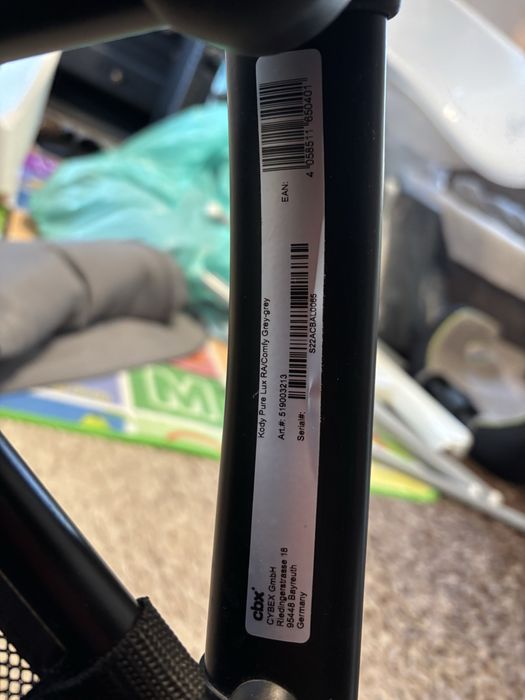 cbx
CYBEX GmbH
Riedingerstrasse 18
95448 Bayreuth
Germany
Kody Pure Lux RA/Comfy Grey-grey
Art.#: 519003213
Serial#:
S22ACBAL0065
EAN:
4 058511 650401
M